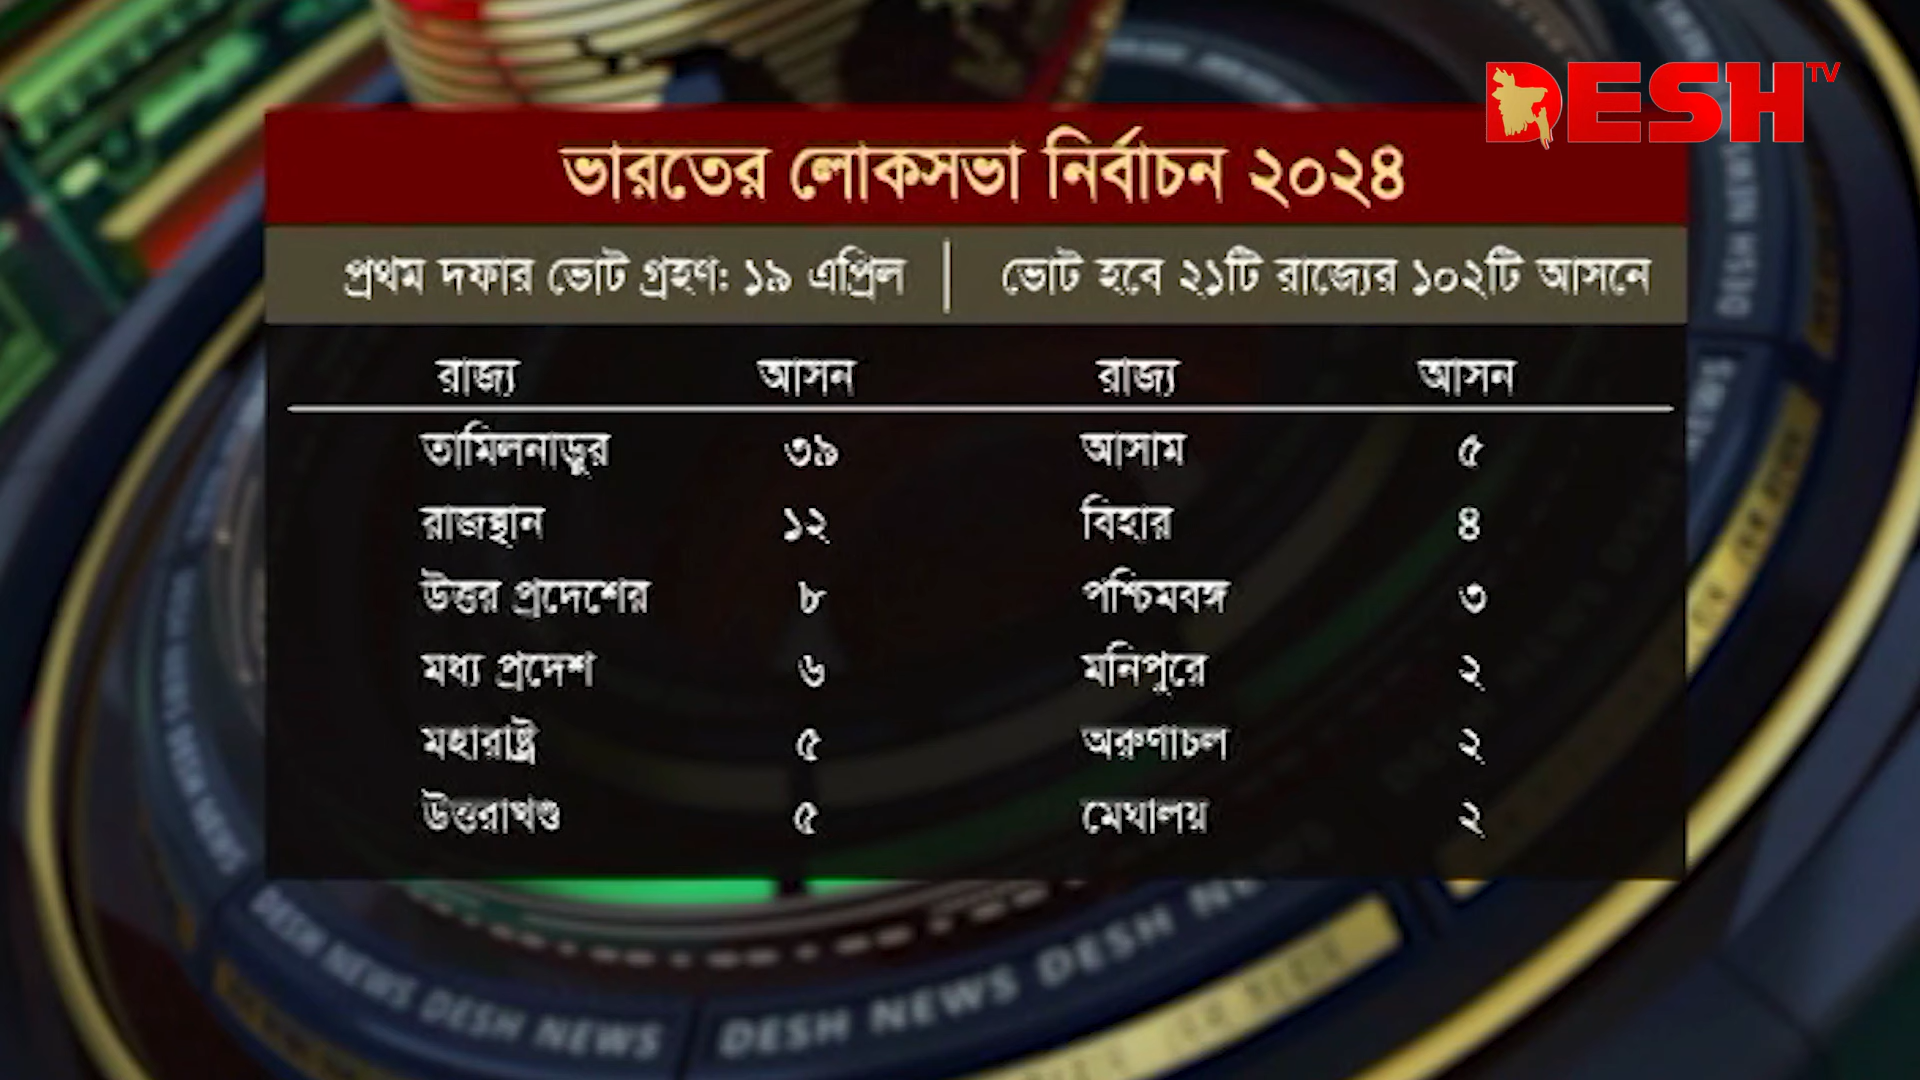 DESH TV
ভারতের লোকসভা নির্বাচন ২০২৪
প্রথম দফার ভোট গ্রহণ: ১৯ এপ্রিল | ভোট হবে ২১টি রাজ্যের ১০২টি আসনে
রাজ্য আসন রাজ্য আসন
তামিলনাড়ুর ৩৯ আসাম ৫
রাজস্থান ১২ বিহার ৪
উত্তর প্রদেশের ৮ পশ্চিমবঙ্গ ৩
মধ্য প্রদেশ ৬ মনিপুরে ২
মহারাষ্ট্র ৫ অরুণাচল ২
উত্তরাখণ্ড ৫ মেঘালয় ২
DESH NEWS DESH NEWS
DESH NEWS DESH